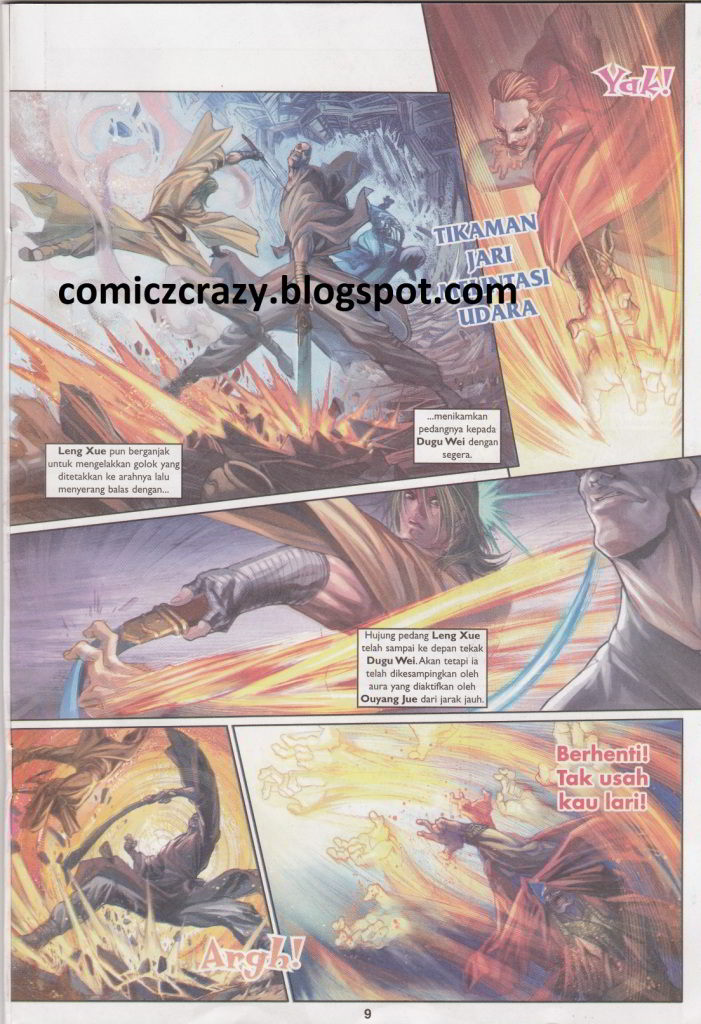 Yak!
TIKAMAN
JARI
UDARA
comiczcrazy.blogspot.com
Leng Xue pun berganjak
untuk mengelakkan golok yang
ditetakkan ke arahnya lalu
menyerang balas dengan...
...menikamkan
pedangnya kepada
Dugu Wei dengan
segera.
Hujung pedang Leng Xue
telah sampai ke depan tekak
Dugu Wei. Akan tetapi ia
telah dikesampingkan oleh
aura yang diaktifkan oleh
Ouyang Jue dari jarak jauh.
Argh!
Berhenti!
Tak usah
kau lari!
9